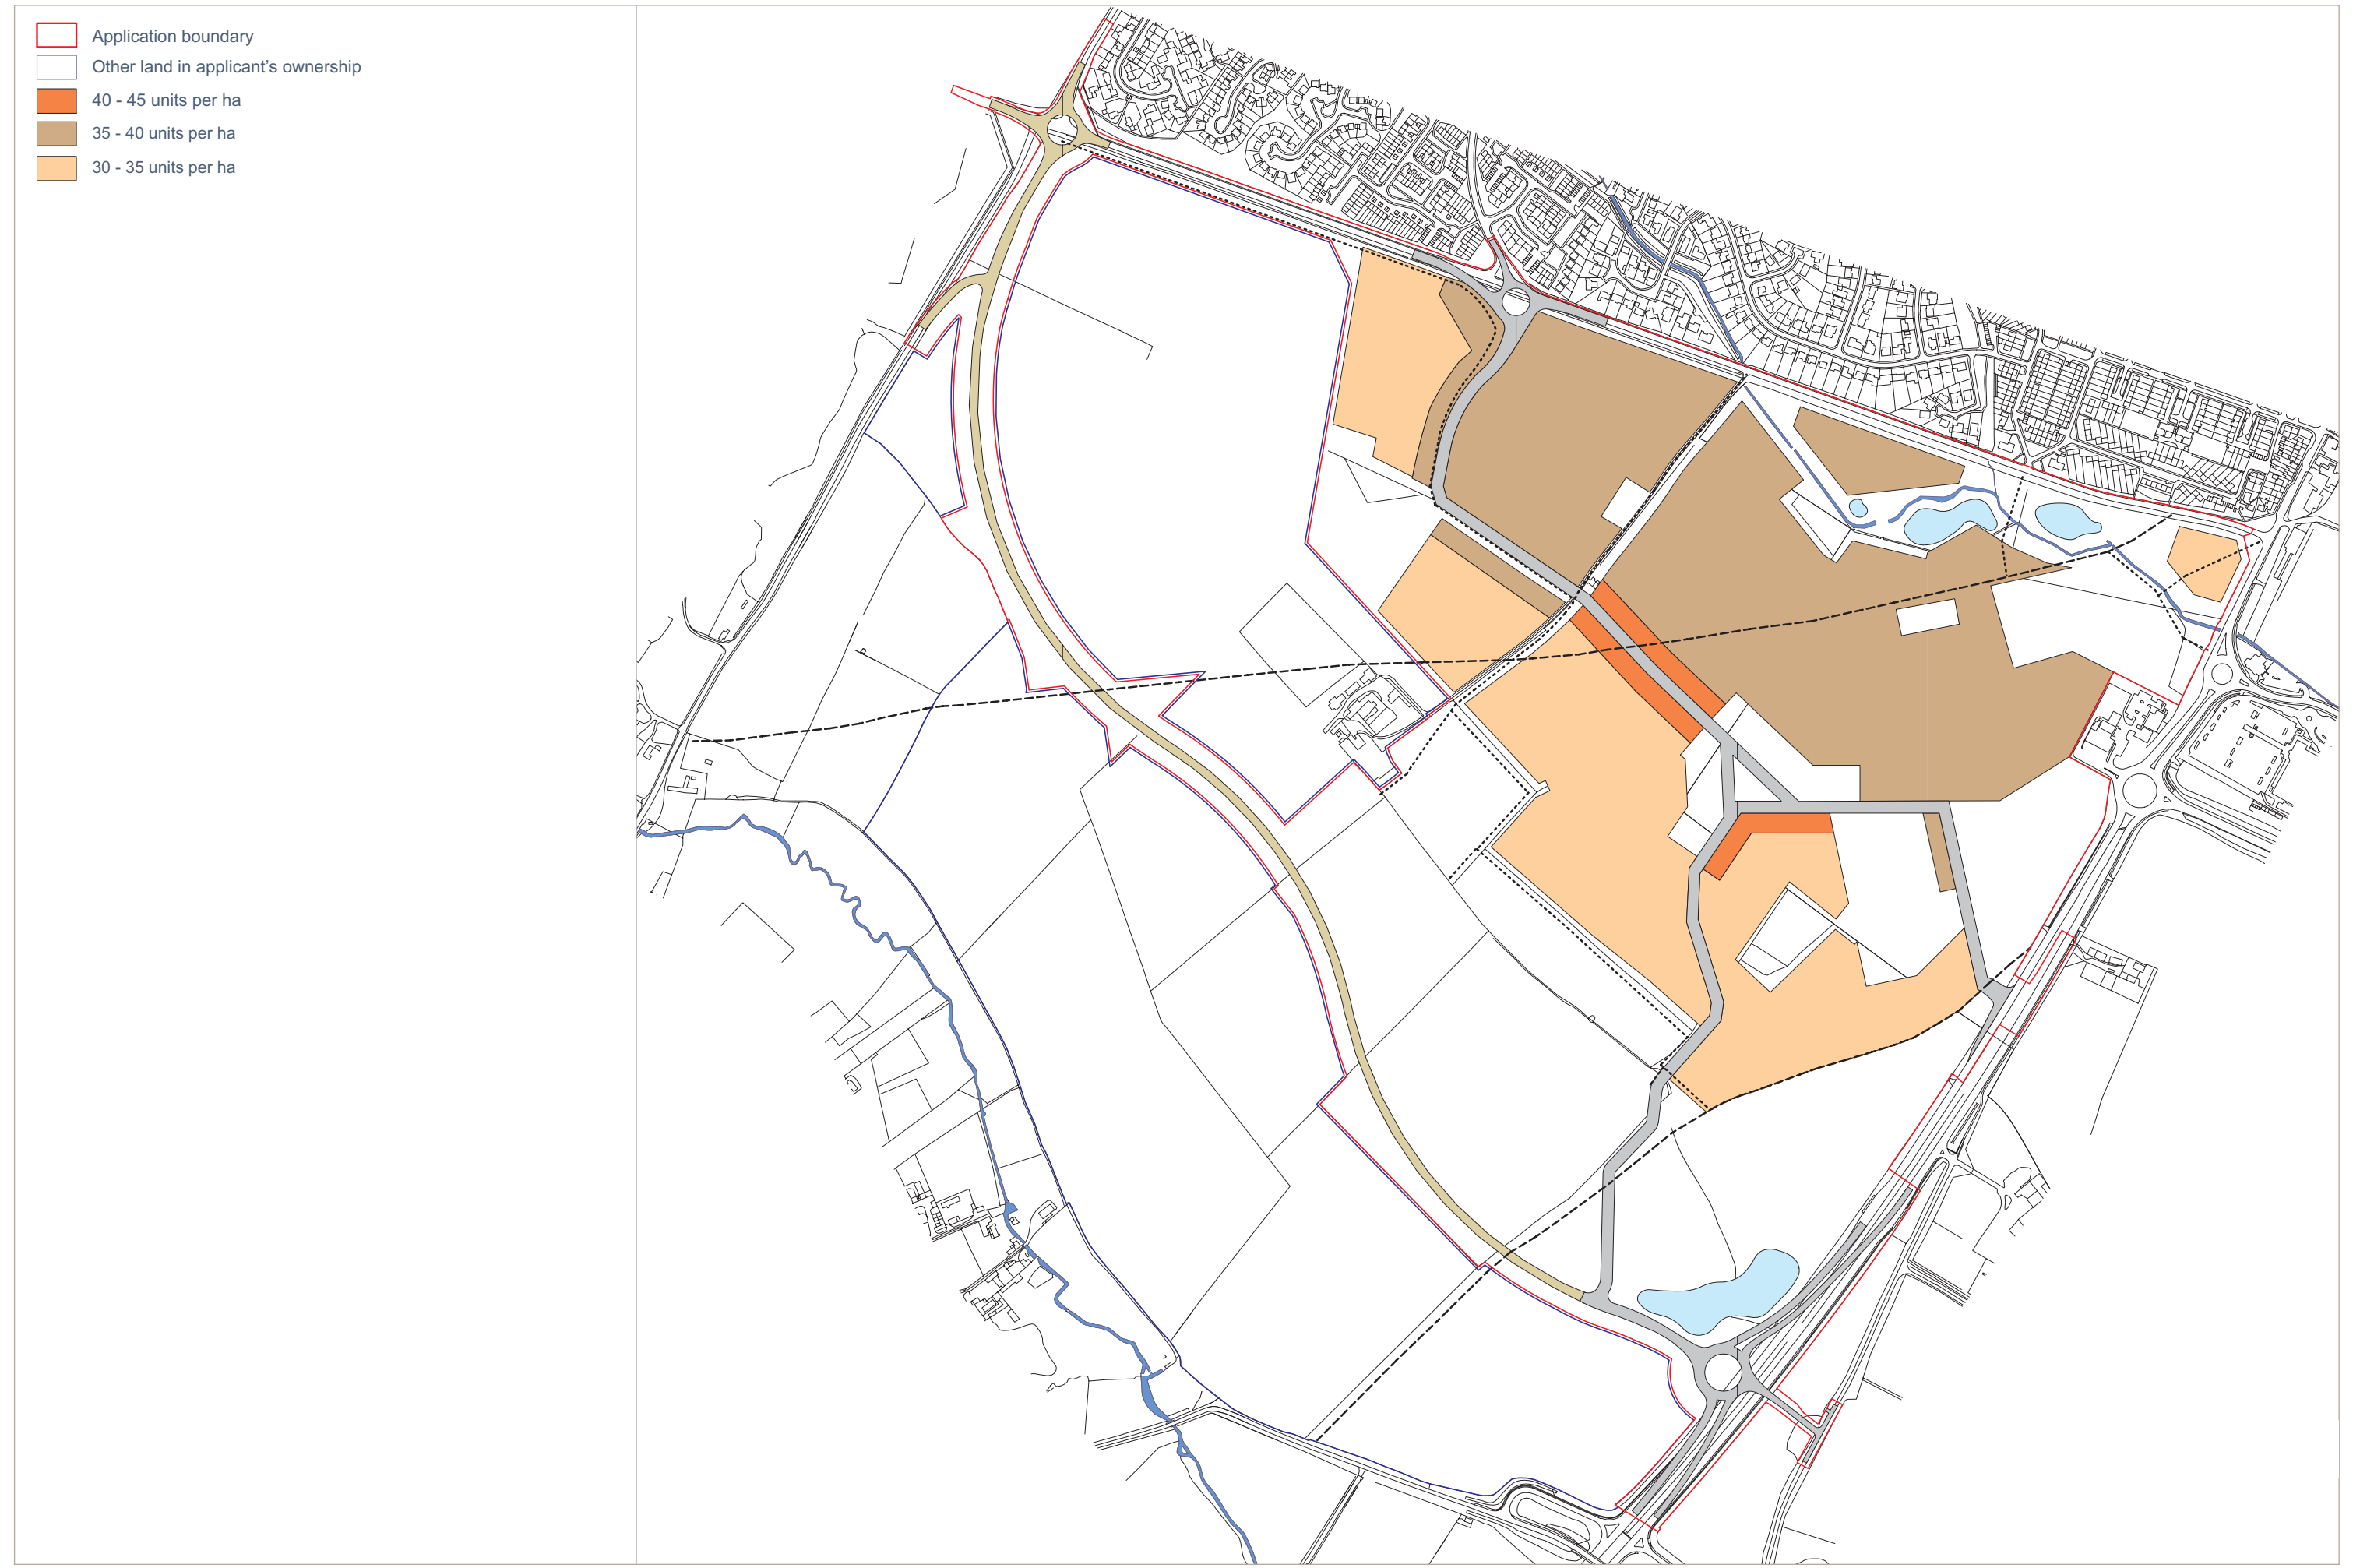 Application boundary
Other land in applicant's ownership
40 - 45 units per ha
35 - 40 units per ha
30 - 35 units per ha